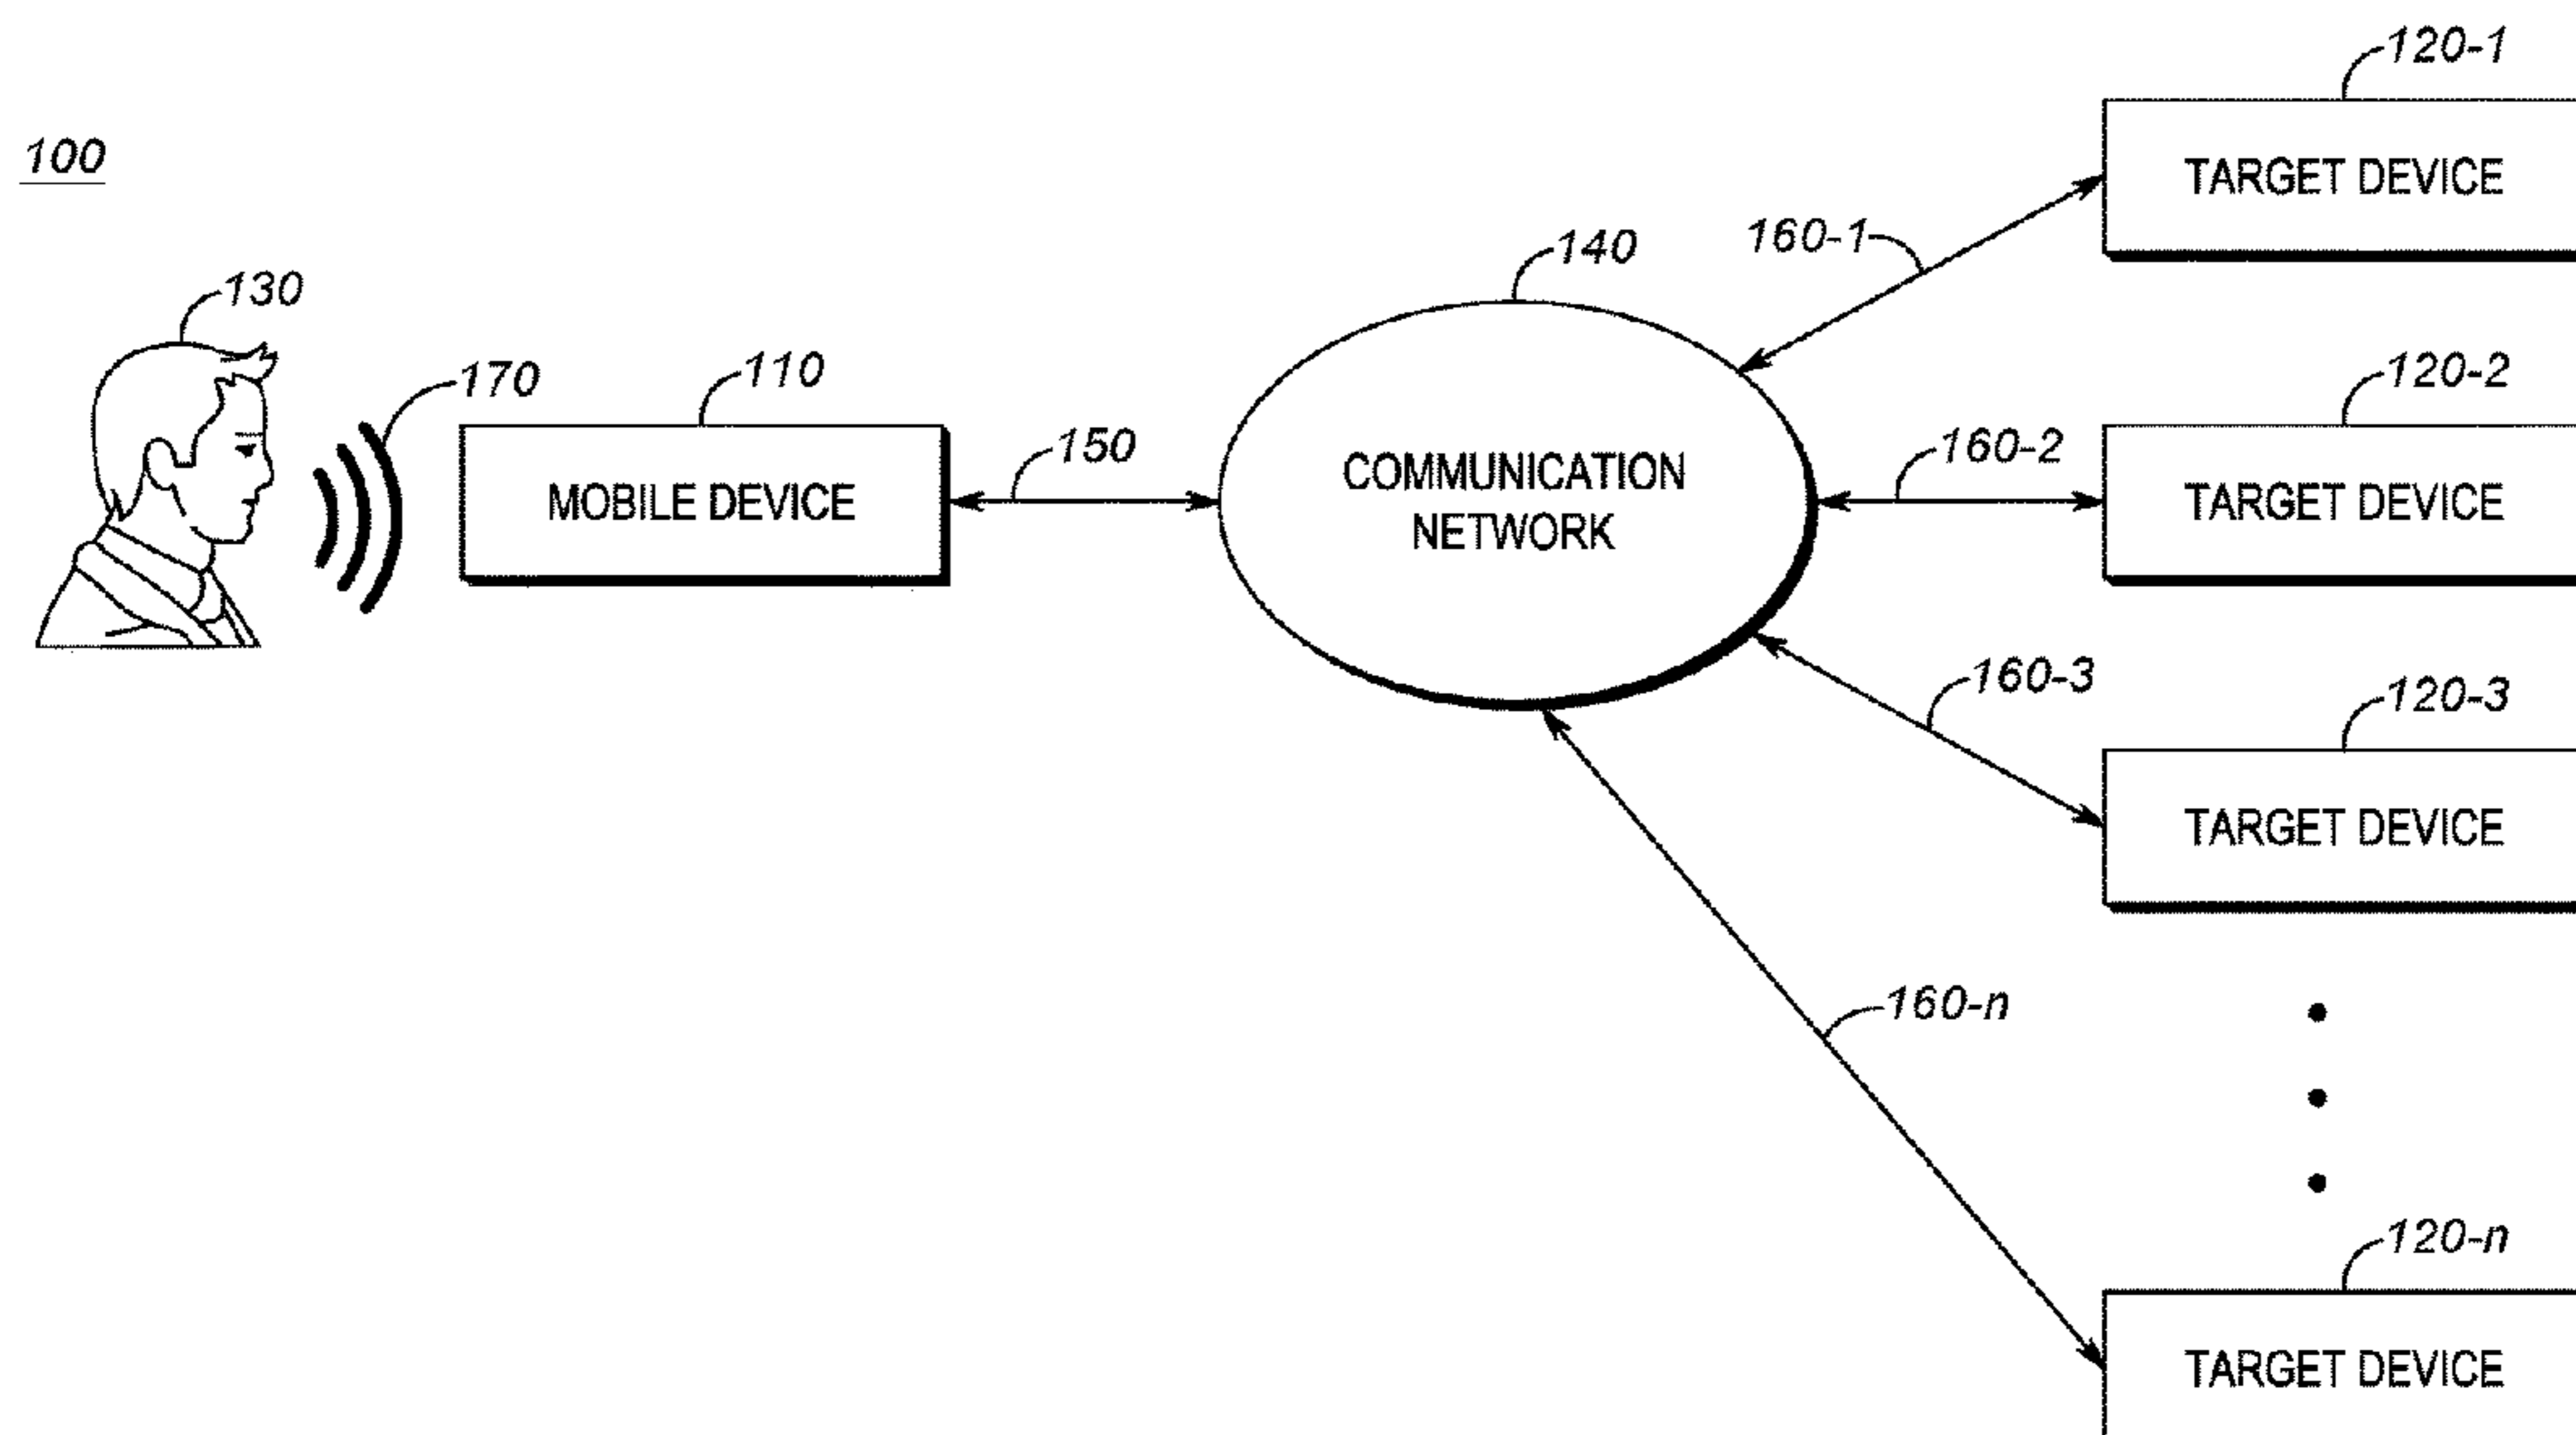 120-1
100
TARGET DEVICE
160-1
140
130
120-2
110
170
160-2
150
COMMUNICATION
NETWORK
MOBILE DEVICE
TARGET DEVICE
160-3
120-3
TARGET DEVICE
160-n
120-n
TARGET DEVICE